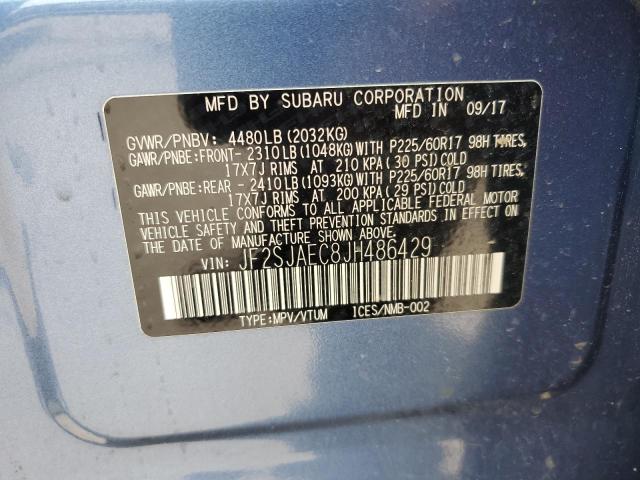 MFD BY SUBARU CORPORATION
MFD IN 09/17
GVWR/PNBV: 4480LB(2032KG)
GAWR/PNBE:FRONT- 2310LB(1048KG)WITH P225/60R17 98H TIRES,
17X7J RIMS AT 210 KPA(30 PSI)COLD
GAWR/PNBE:REAR - 2410LB(1093KG)WITH P225/60R17 98H TIRES,
17X7J RIMS AT 200 KPA(29 PSI)COLD
THIS VEHICLE CONFORMS TO ALL APPLICABLE FEDERAL MOTOR
VEHICLE SAFETY AND THEFT PREVENTION STANDARDS IN EFFECT
ON THE DATE OF MANUFACTURE SHOWN ABOVE.
VIN: JF2SJAEC8JH486429
TYPE:MPV/VTUM ICES/NMB-002